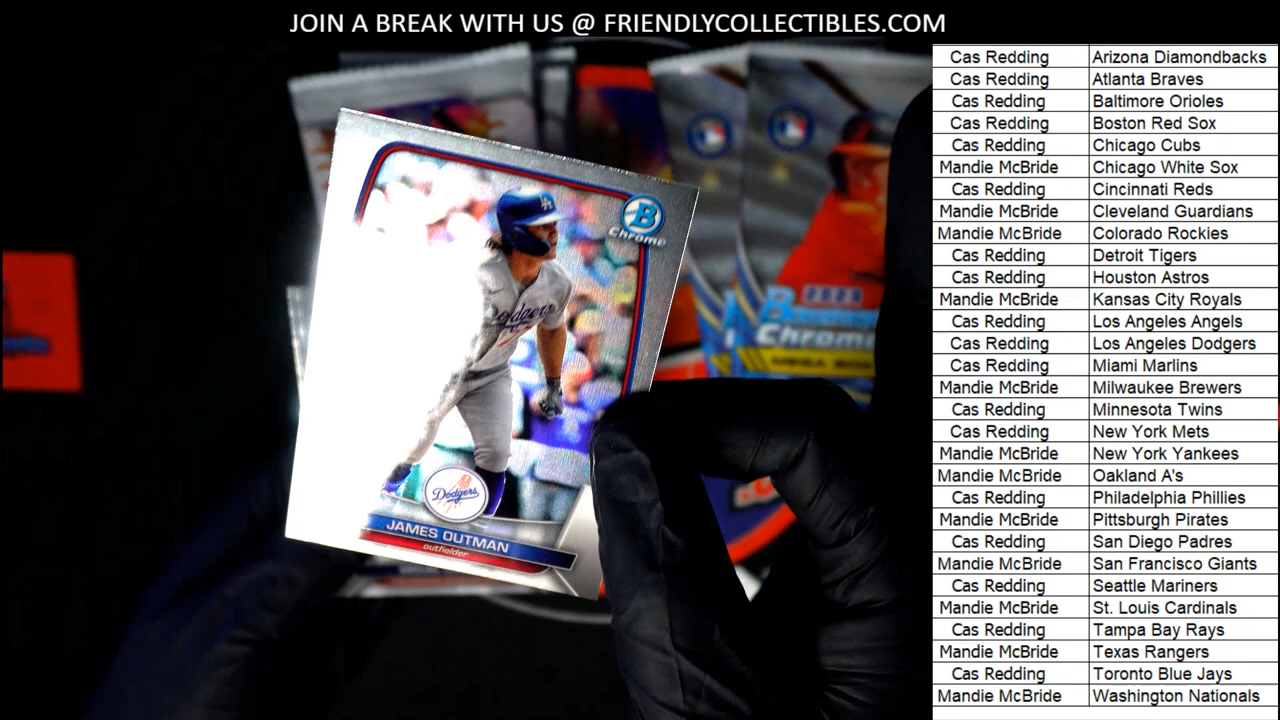 JOIN A BREAK WITH US @ FRIENDLYCOLLECTIBLES.COM
Cas Redding Arizona Diamondbacks
Cas Redding Atlanta Braves
Cas Redding Baltimore Orioles
Cas Redding Boston Red Sox
Cas Redding Chicago Cubs
Mandie McBride Chicago White Sox
Cas Redding Cincinnati Reds
Mandie McBride Cleveland Guardians
Mandie McBride Colorado Rockies
Cas Redding Detroit Tigers
Cas Redding Houston Astros
Mandie McBride Kansas City Royals
Cas Redding Los Angeles Angels
Cas Redding Los Angeles Dodgers
Cas Redding Miami Marlins
Mandie McBride Milwaukee Brewers
Cas Redding Minnesota Twins
Cas Redding New York Mets
Mandie McBride New York Yankees
Mandie McBride Oakland A's
Cas Redding Philadelphia Phillies
Mandie McBride Pittsburgh Pirates
Cas Redding San Diego Padres
Mandie McBride San Francisco Giants
Cas Redding Seattle Mariners
Mandie McBride St. Louis Cardinals
Cas Redding Tampa Bay Rays
Mandie McBride Texas Rangers
Cas Redding Toronto Blue Jays
Mandie McBride Washington Nationals
LA
B
Chrome
Dodgers
Dodgers
JAMES OUTMAN
outfielder
2023
Bowman
Chrome
MEGA BOX